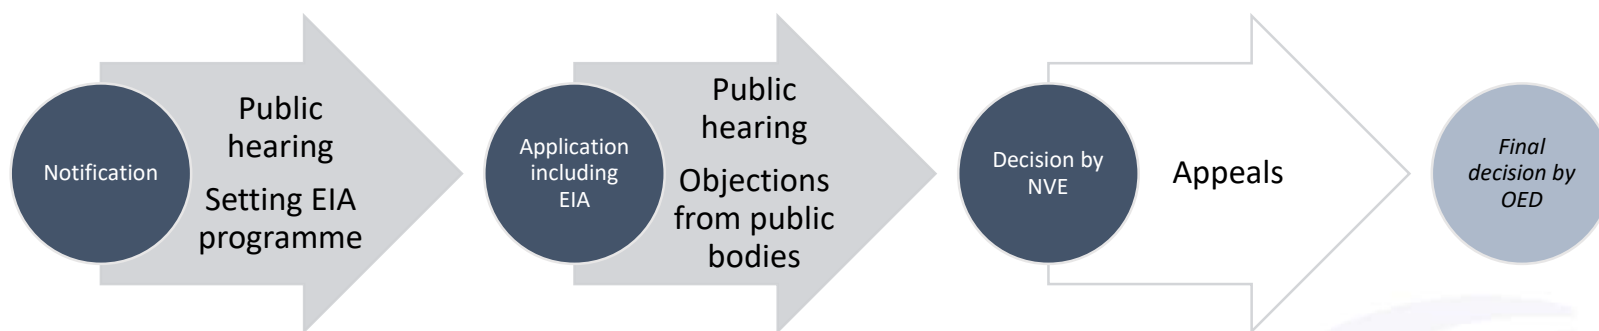 Notification
Public
hearing
Setting EIA
programme
Application
including
EIA
Public
hearing
Objections
from public
bodies
Decision by
NVE
Appeals
Final
decision by
OED